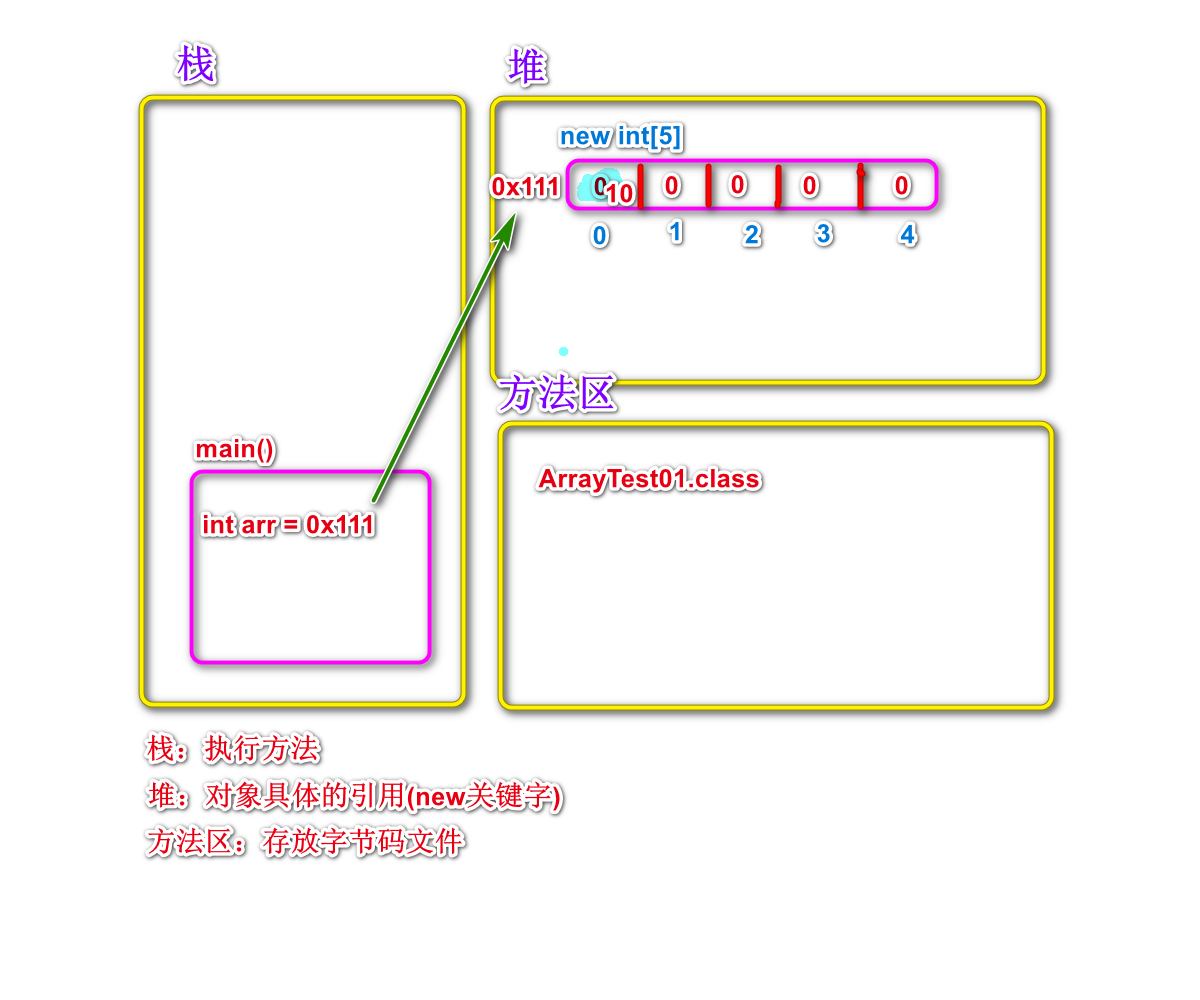 栈
堆
new int[5]
0x111 0 10 0 0 0 0
0 1 2 3 4
方法区
main()
int arr = 0x111
ArrayTest01.class
栈：执行方法
堆：对象具体的引用(new关键字)
方法区：存放字节码文件